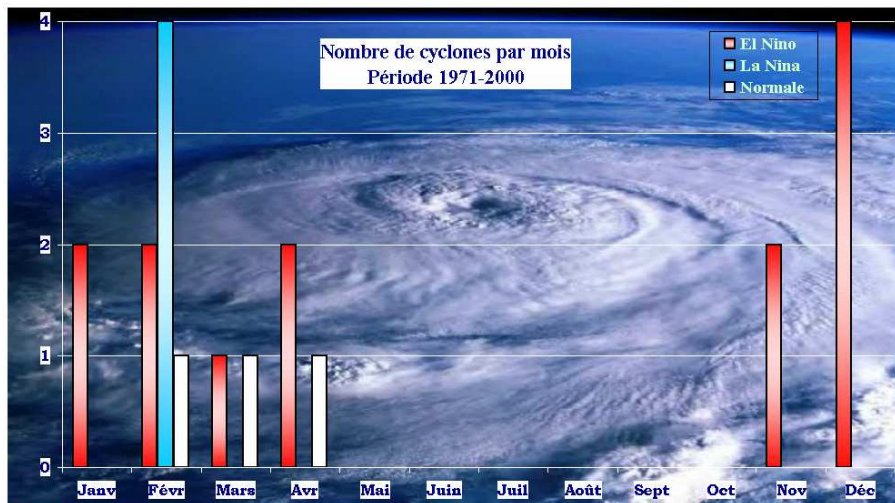 4
Nombre de cyclones par mois
Période 1971-2000
El Nino
La Nina
Normale
3
2
1
0
Janv Févr Mars Avr Mai Juin Juil Août Sept Oct Nov Déc